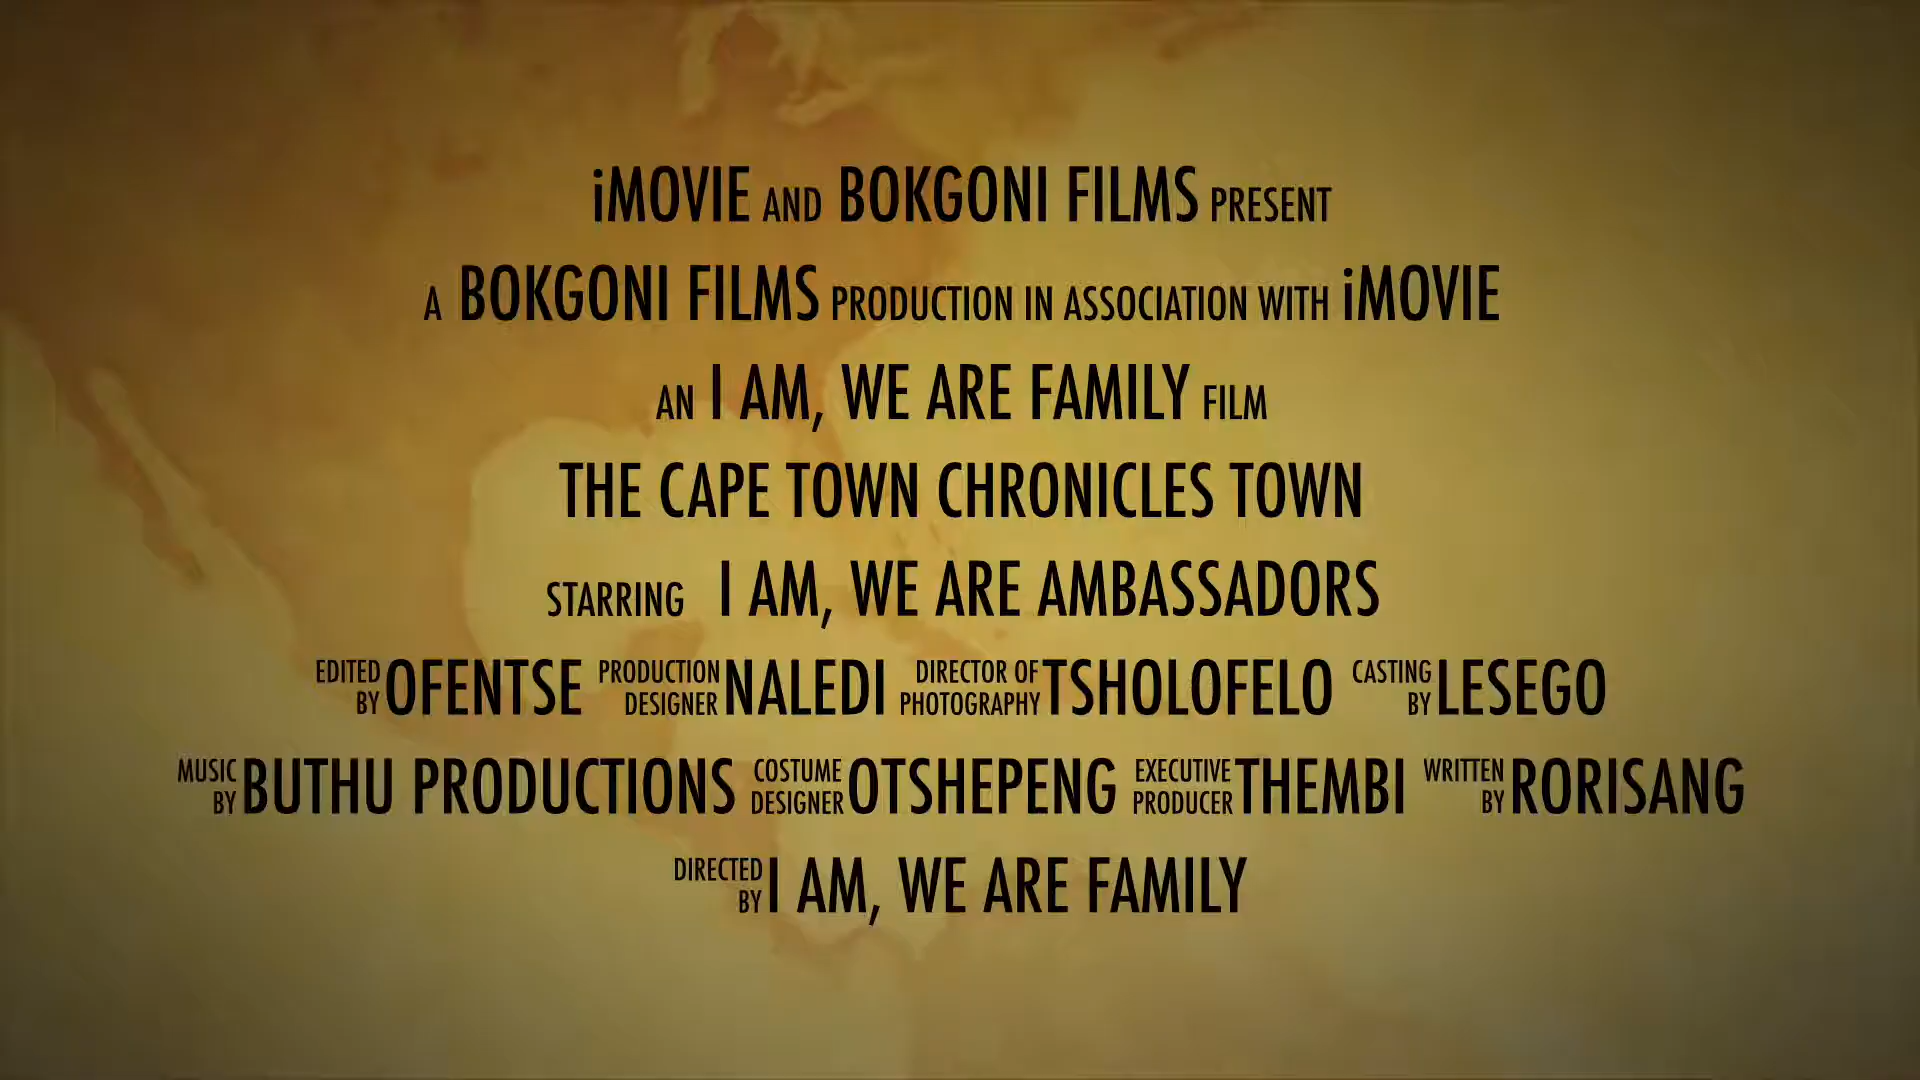 iMOVIE AND BOKGONI FILMS PRESENT
A BOKGONI FILMS PRODUCTION IN ASSOCIATION WITH iMOVIE
AN I AM, WE ARE FAMILY FILM
THE CAPE TOWN CHRONICLES TOWN
STARRING I AM, WE ARE AMBASSADORS
EDITED BY OFENTSE PRODUCTION DESIGNER NALEDI DIRECTOR OF PHOTOGRAPHY TSHOLOFELO CASTING BY LESEGO
MUSIC BY BUTHU PRODUCTIONS COSTUME DESIGNER OTSHEPENG EXECUTIVE PRODUCER THEMBI WRITTEN BY RORISANG
DIRECTED BY I AM, WE ARE FAMILY